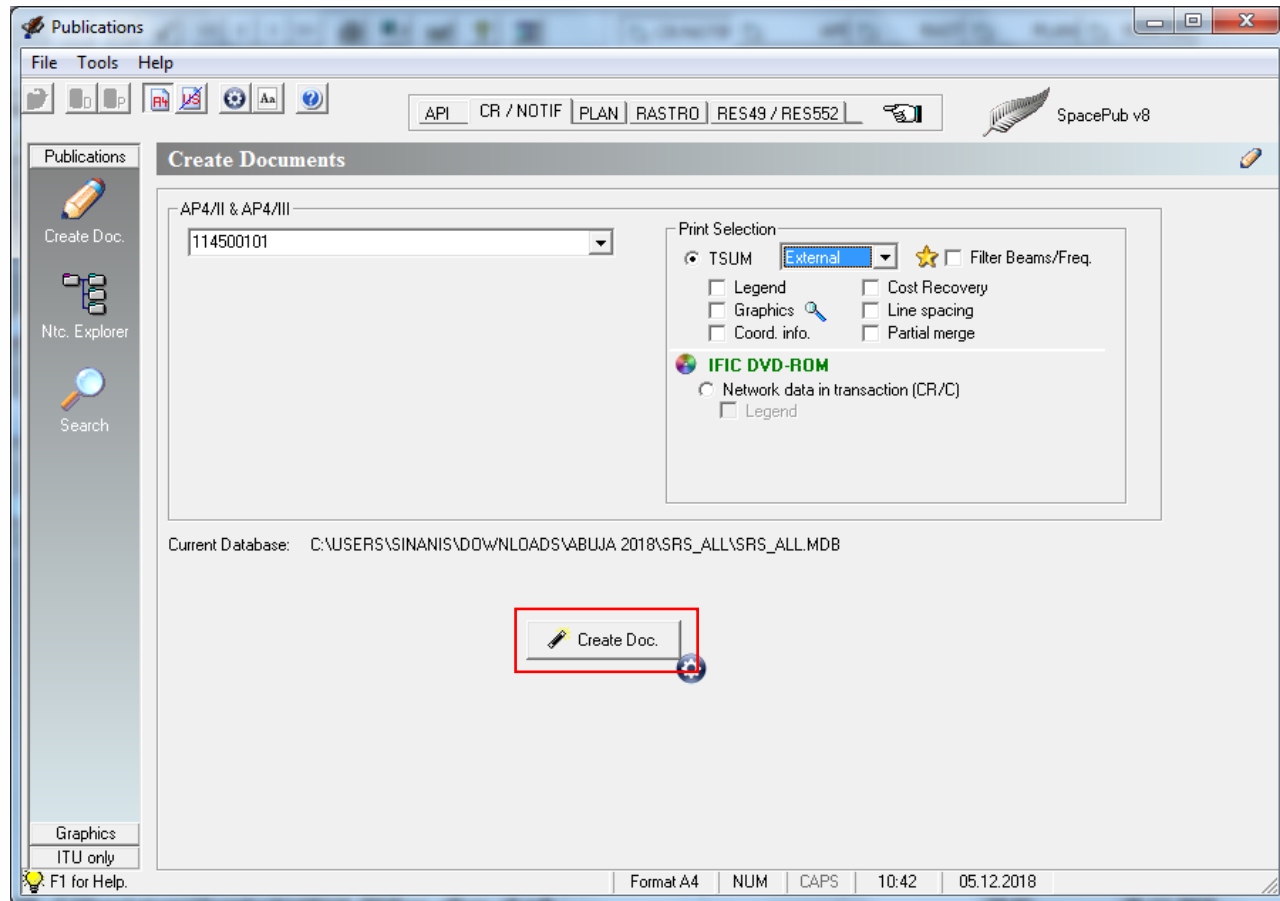 Publications
File Tools Help
D P A4 US Aa ?
API CR / NOTIF PLAN RASTRO RES49 / RES552
SpacePub v8
Publications
Create Documents
Create Doc.
Ntc. Explorer
Search
AP4/II & AP4/III
114500101
Print Selection
TSUM External Filter Beams/Freq.
Legend Cost Recovery
Graphics Line spacing
Coord. info. Partial merge
IFIC DVD-ROM
Network data in transaction (CR/C)
Legend
Current Database: C:\USERS\SINANIS\DOWNLOADS\ABUJA 2018\SRS_ALL\SRS_ALL.MDB
Create Doc.
Graphics
ITU only
F1 for Help. Format A4 NUM CAPS 10:42 05.12.2018